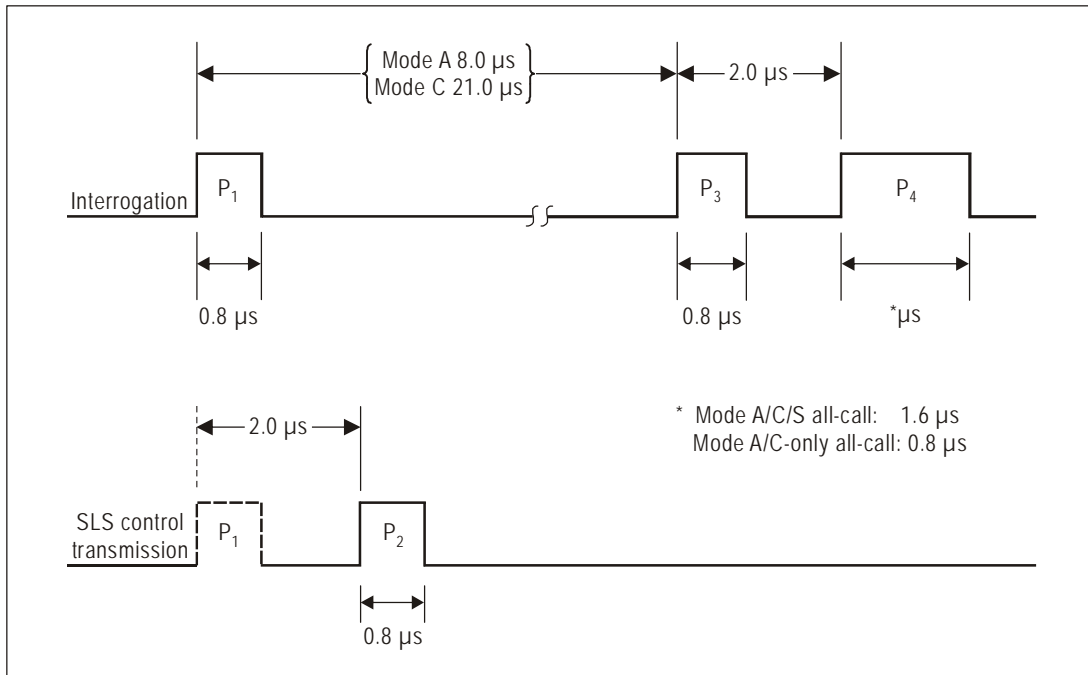 Mode A 8.0 µs
Mode C 21.0 µs
2.0 µs
Interrogation
P₁
P₃
P₄
0.8 µs
0.8 µs
*µs
* Mode A/C/S all-call: 1.6 µs
Mode A/C-only all-call: 0.8 µs
2.0 µs
SLS control
transmission
P₁
P₂
0.8 µs